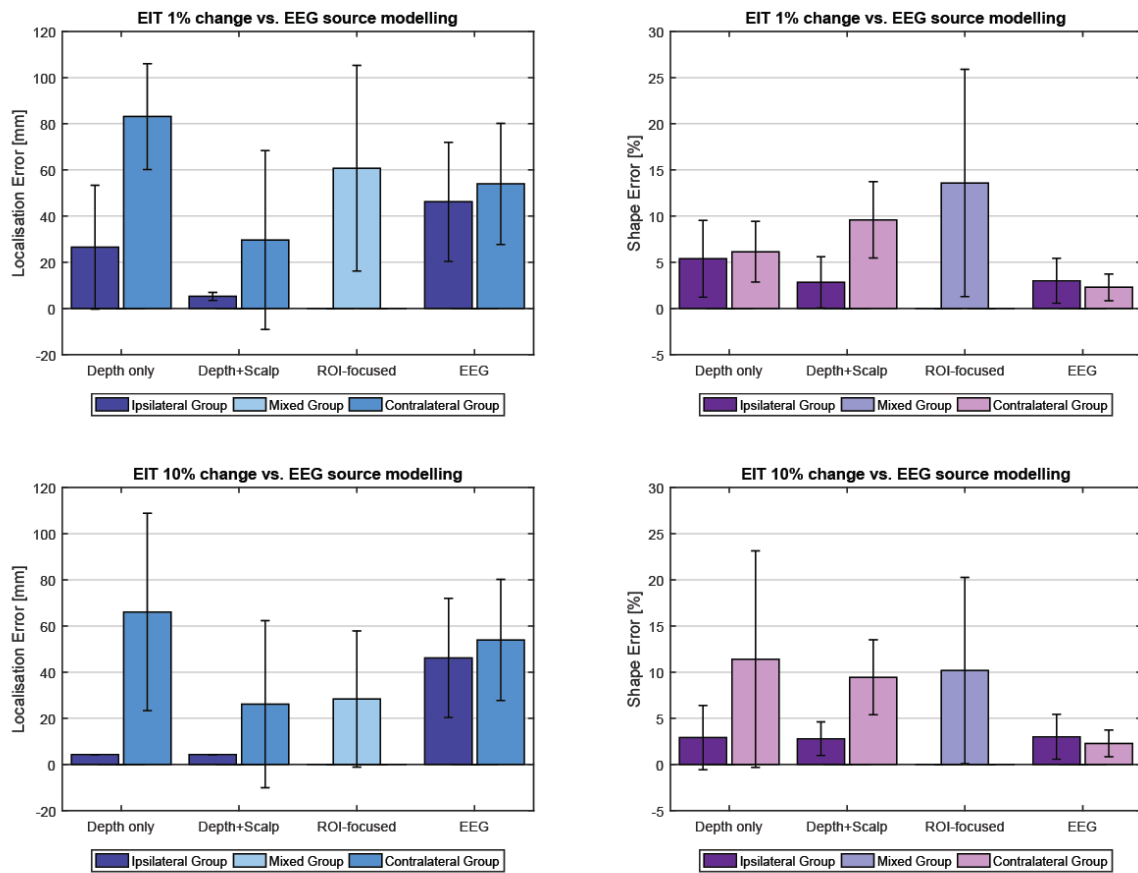 EIT 1% change vs. EEG source modelling
120
100
80
60
40
20
0
-20
Localisation Error [mm]
Depth only
Depth+Scalp
ROI-focused
EEG
Ipsilateral Group
Mixed Group
Contralateral Group
EIT 1% change vs. EEG source modelling
30
25
20
15
10
5
0
-5
Shape Error [%]
Depth only
Depth+Scalp
ROI-focused
EEG
Ipsilateral Group
Mixed Group
Contralateral Group
EIT 10% change vs. EEG source modelling
120
100
80
60
40
20
0
-20
Localisation Error [mm]
Depth only
Depth+Scalp
ROI-focused
EEG
Ipsilateral Group
Mixed Group
Contralateral Group
EIT 10% change vs. EEG source modelling
30
25
20
15
10
5
0
-5
Shape Error [%]
Depth only
Depth+Scalp
ROI-focused
EEG
Ipsilateral Group
Mixed Group
Contralateral Group